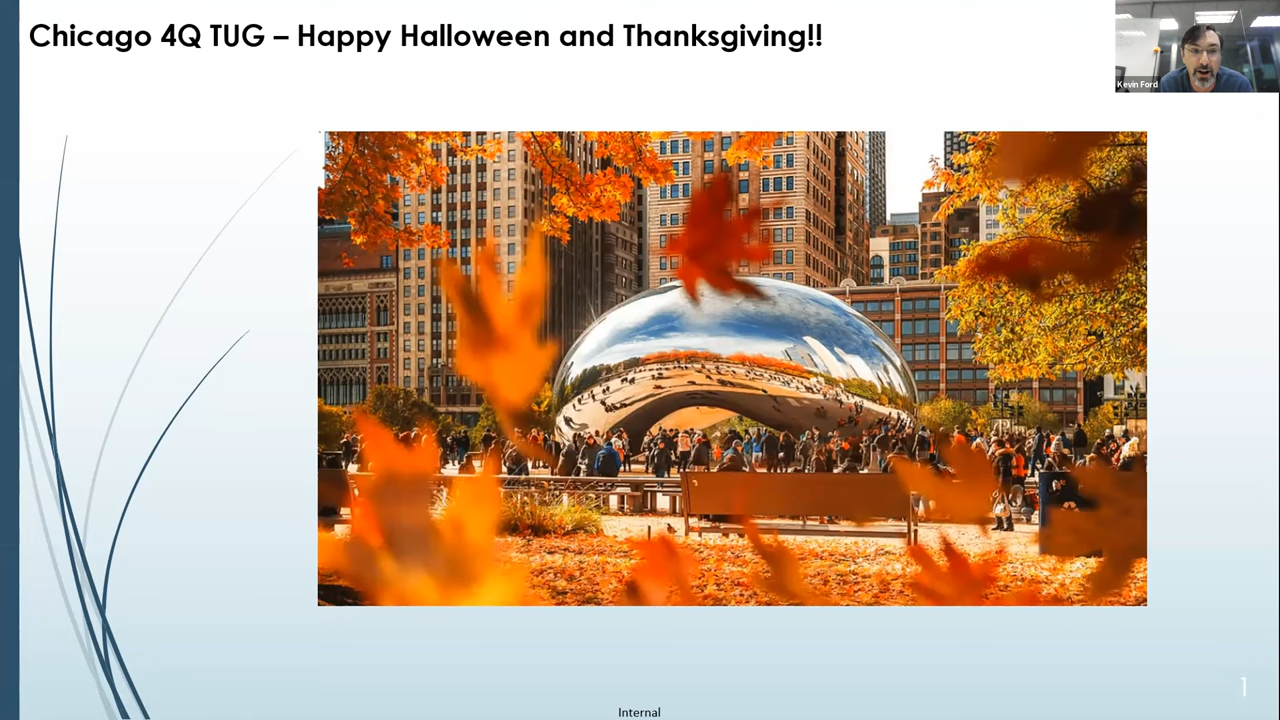 Chicago 4Q TUG – Happy Halloween and Thanksgiving!!
Kevin Ford
1
Internal